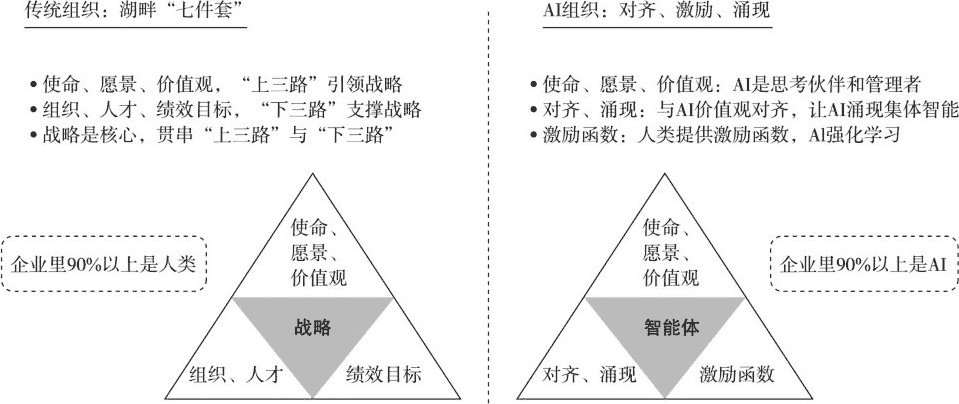 传统组织：湖畔“七件套”
• 使命、愿景、价值观，“上三路”引领战略
• 组织、人才、绩效目标，“下三路”支撑战略
• 战略是核心，贯串“上三路”与“下三路”
使命、
愿景、
价值观
企业里90%以上是人类
战略
组织、人才
绩效目标
AI组织：对齐、激励、涌现
• 使命、愿景、价值观：AI是思考伙伴和管理者
• 对齐、涌现：与AI价值观对齐，让AI涌现集体智能
• 激励函数：人类提供激励函数，AI强化学习
使命、
愿景、
价值观
企业里90%以上是AI
智能体
对齐、涌现
激励函数